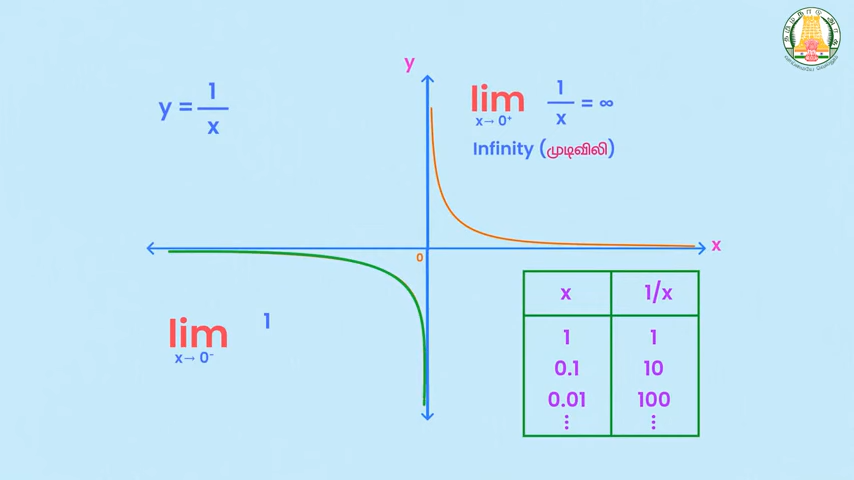 y
y = 1/x
lim x→0⁺ 1/x = ∞
Infinity (முடிவிலி)
x
0
x 1/x
1 1
0.1 10
0.01 100
⋮ ⋮
lim x→0⁻ 1